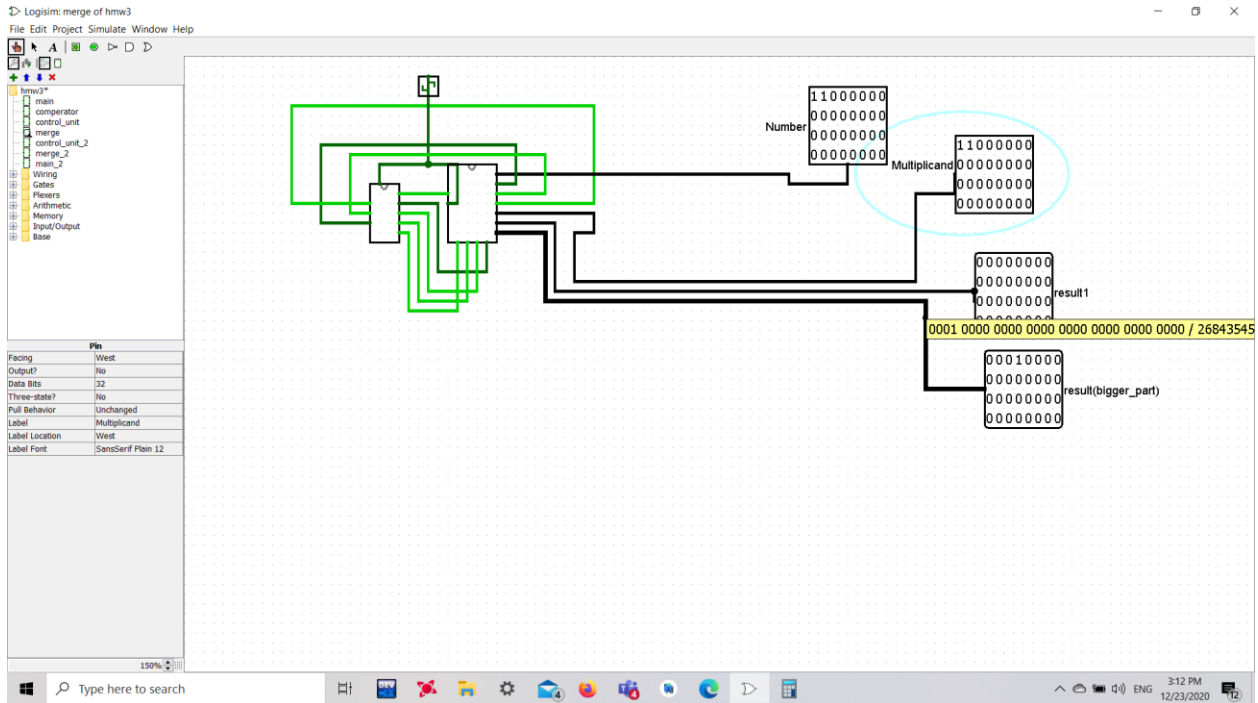 Logisim: merge of hmw3
File Edit Project Simulate Window Help
A
hmw3*
main
comperator
control_unit
merge
control_unit_2
merge_2
main_2
Wiring
Gates
Plexers
Arithmetic
Memory
Input/Output
Base
Pin
Facing West
Output? No
Data Bits 32
Three-state? No
Pull Behavior Unchanged
Label Multiplicand
Label Location West
Label Font SansSerif Plain 12
150%
Number
11000000
00000000
00000000
00000000
Multiplicand
11000000
00000000
00000000
00000000
result1
00000000
00000000
00000000
0001 0000 0000 0000 0000 0000 0000 0000 / 26843545
result(bigger_part)
00010000
00000000
00000000
00000000
Type here to search
4
ENG
3:12 PM
12/23/2020
12